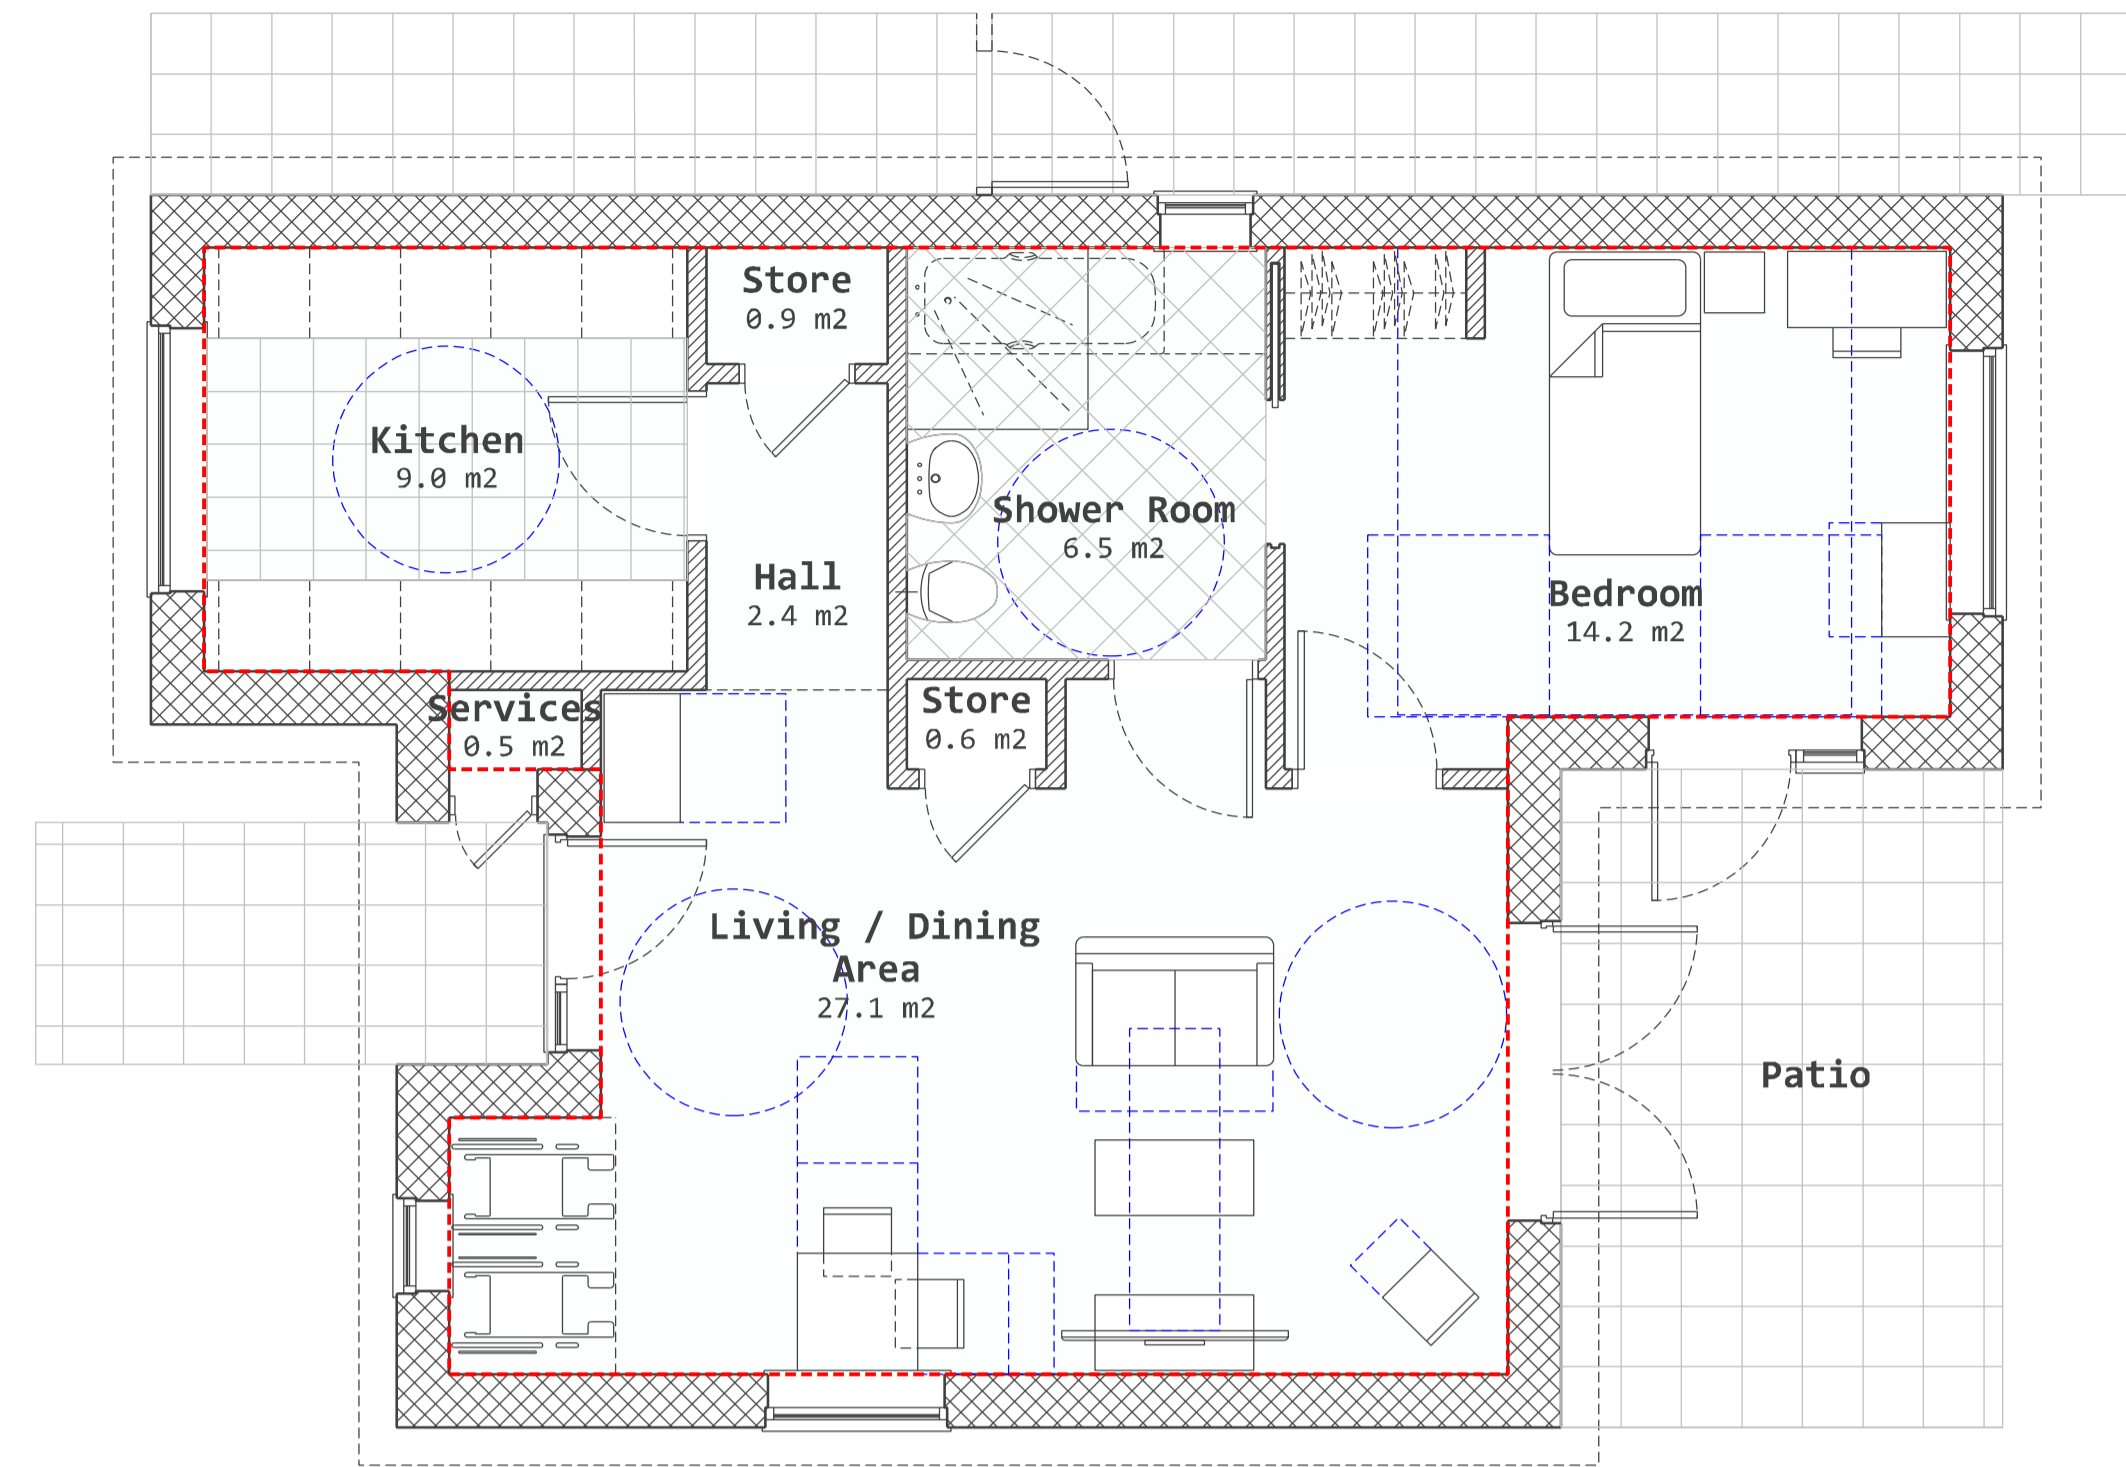 Store
0.9 m2
Kitchen
9.0 m2
Shower Room
6.5 m2
Hall
2.4 m2
Bedroom
14.2 m2
Services
0.5 m2
Store
0.6 m2
Living / Dining
Area
27.1 m2
Patio